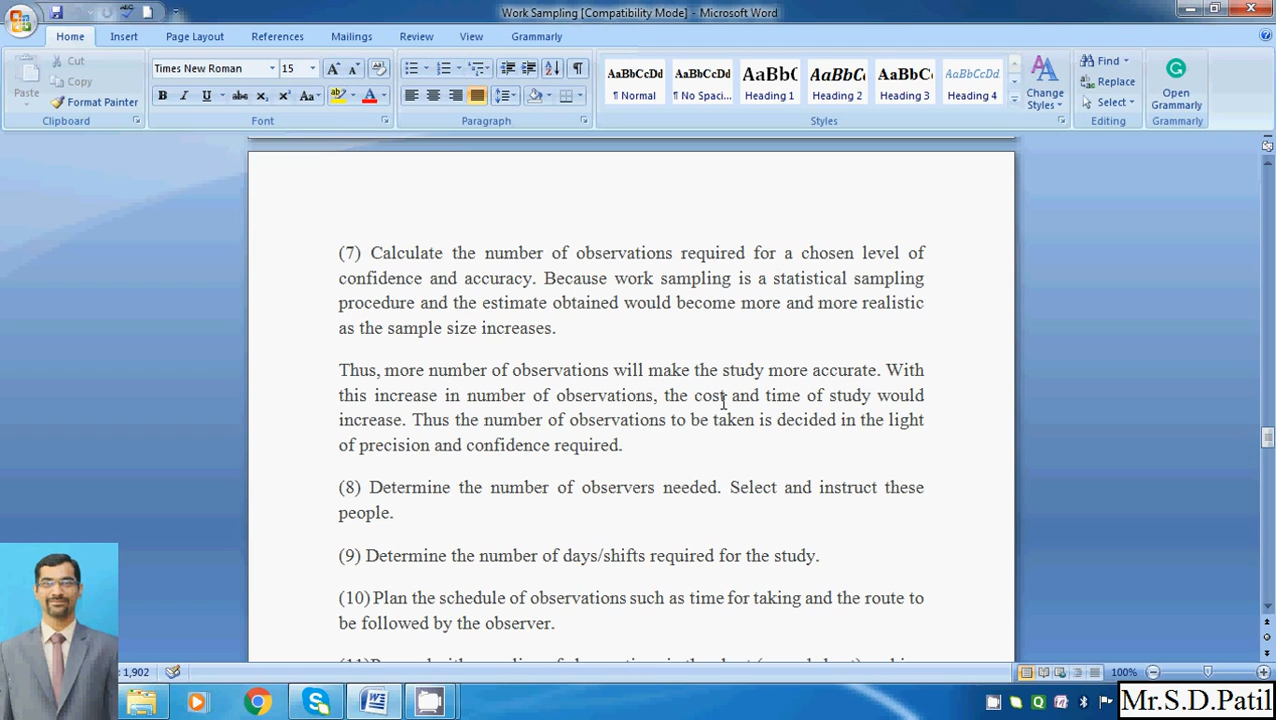 Work Sampling [Compatibility Mode] - Microsoft Word
Home Insert Page Layout References Mailings Review View Grammarly
Paste
Cut
Copy
Format Painter
Clipboard
Times New Roman 15
B I U abc x₂ x² Aa
Font
Paragraph
AaBbCcDd AaBbCcDd AaBbC AaBbC AaBbC AaBbCcDd
¶ Normal ¶ No Spaci... Heading 1 Heading 2 Heading 3 Heading 4
Change Styles
Styles
Find
Replace
Select
Editing
Open Grammarly
Grammarly
(7) Calculate the number of observations required for a chosen level of
confidence and accuracy. Because work sampling is a statistical sampling
procedure and the estimate obtained would become more and more realistic
as the sample size increases.
Thus, more number of observations will make the study more accurate. With
this increase in number of observations, the cost and time of study would
increase. Thus the number of observations to be taken is decided in the light
of precision and confidence required.
(8) Determine the number of observers needed. Select and instruct these
people.
(9) Determine the number of days/shifts required for the study.
(10) Plan the schedule of observations such as time for taking and the route to
be followed by the observer.
: 1,902
100%
Mr.S.D.Patil